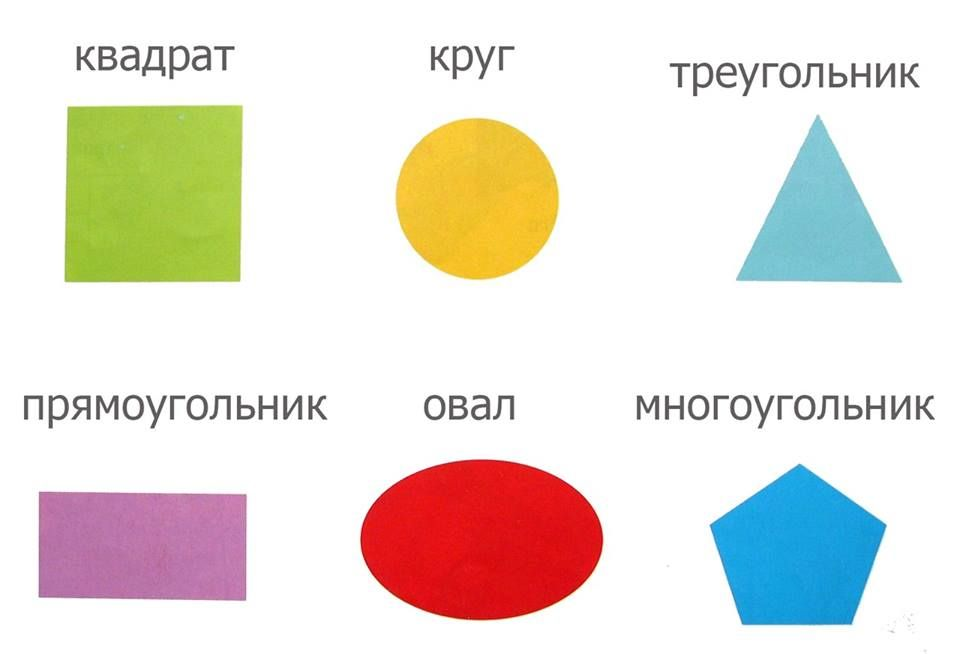 квадрат
круг
треугольник
прямоугольник
овал
многоугольник